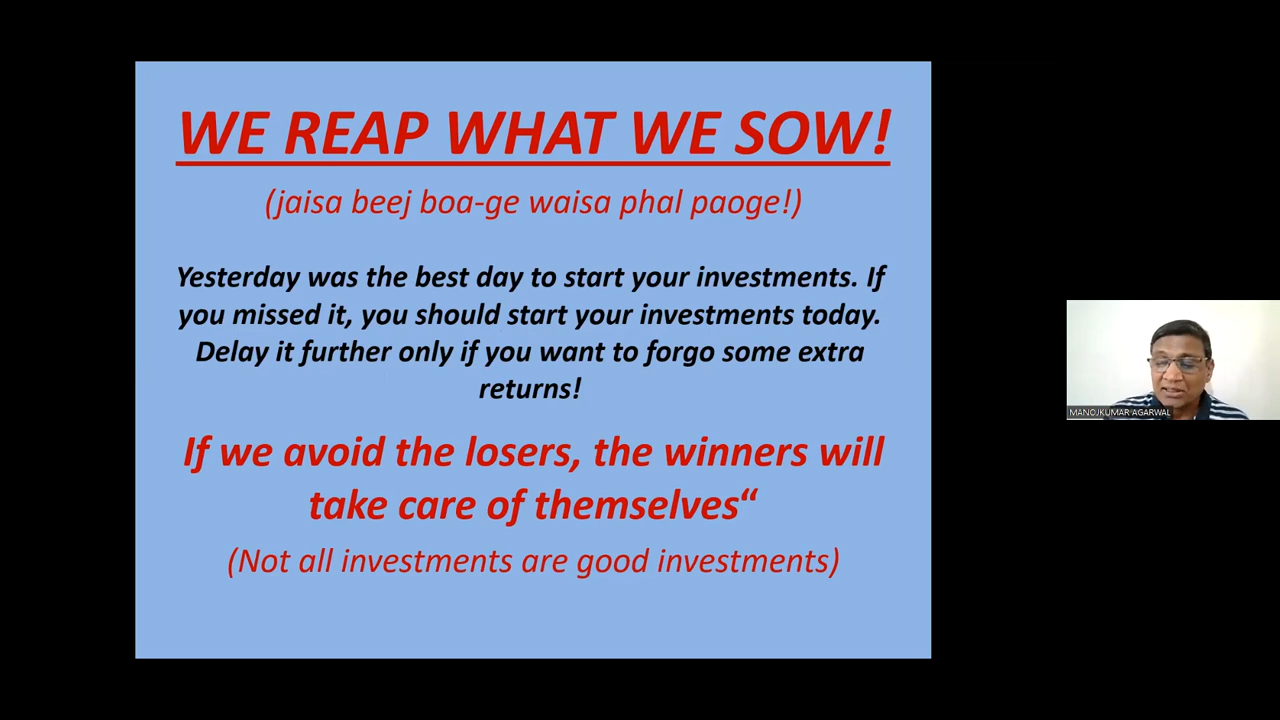 WE REAP WHAT WE SOW!
(jaisa beej boa-ge waisa phal paoge!)
Yesterday was the best day to start your investments. If
you missed it, you should start your investments today.
Delay it further only if you want to forgo some extra
returns!
If we avoid the losers, the winners will
take care of themselves“
(Not all investments are good investments)
MANOJKUMAR AGARWAL